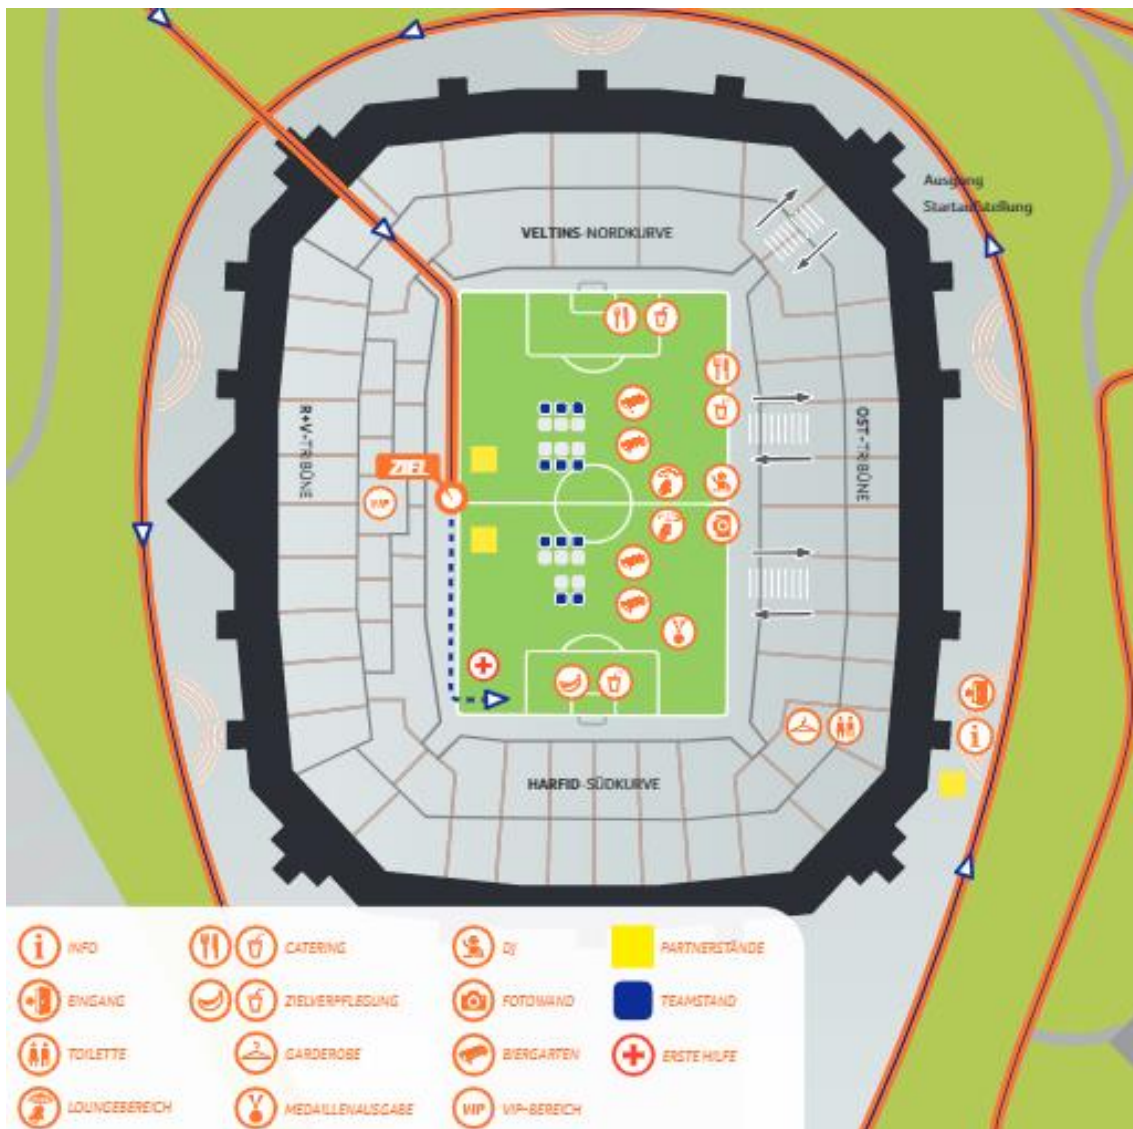 Ausgang
Startaufstellung
VELTINS-NORDKURVE
R+V-TRIBÜNE
OST-TRIBÜNE
ZIEL
VIP
HARFID-SÜDKURVE
i
i INFO
CATERING
DJ
PARTNERSTÄNDE
EINGANG
ZIELVERPFLEGUNG
FOTOWAND
TEAMSTAND
TOILETTE
GARDEROBE
BIERGARTEN
ERSTE HILFE
LOUNGEBEREICH
MEDAILLENAUSGABE
VIP VIP-BEREICH